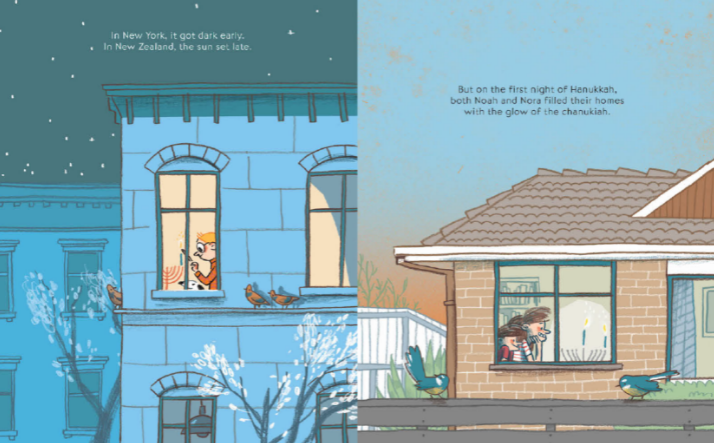 In New York, it got dark early.
In New Zealand, the sun set late.
But on the first night of Hanukkah,
both Noah and Nora filled their homes
with the glow of the chanukiah.